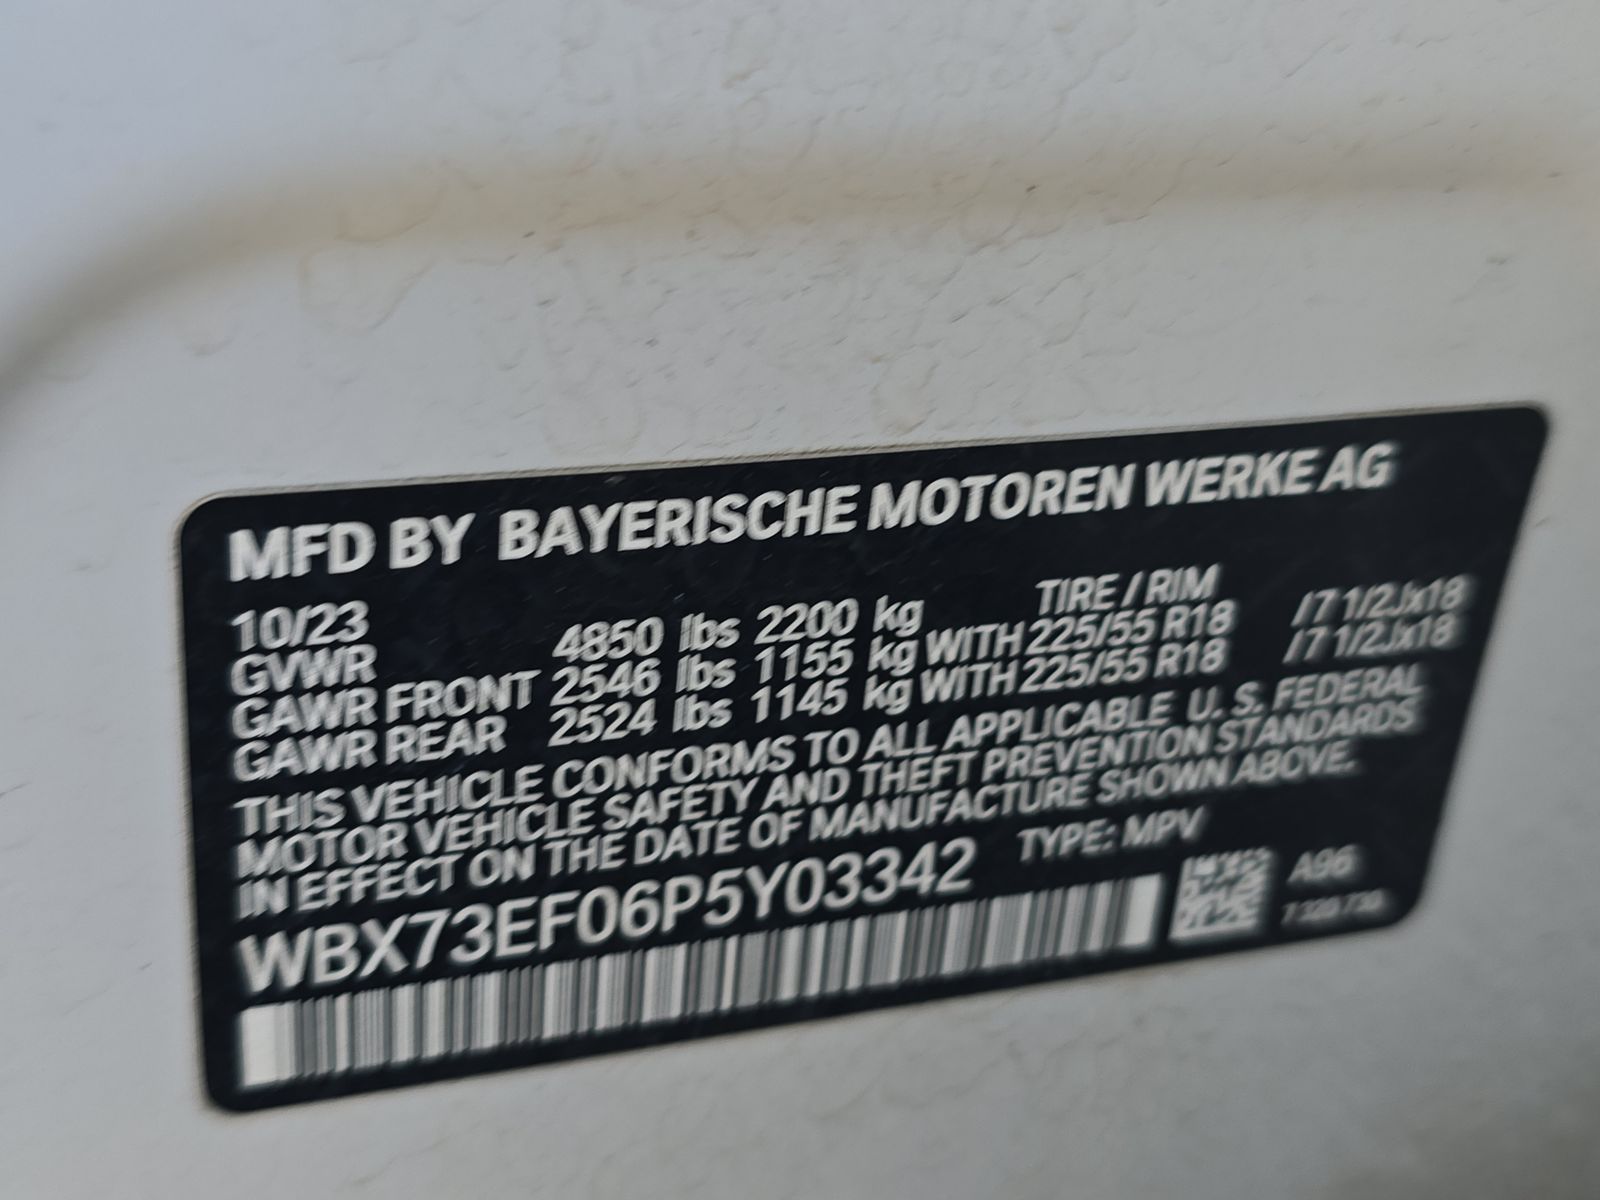 MFD BY BAYERISCHE MOTOREN WERKE AG
10/23 TIRE / RIM
GVWR 4850 lbs 2200 kg
GAWR FRONT 2546 lbs 1155 kg WITH 225/55 R18 /7 1/2Jx18
GAWR REAR 2524 lbs 1145 kg WITH 225/55 R18 /7 1/2Jx18
THIS VEHICLE CONFORMS TO ALL APPLICABLE U. S. FEDERAL
MOTOR VEHICLE SAFETY AND THEFT PREVENTION STANDARDS
IN EFFECT ON THE DATE OF MANUFACTURE SHOWN ABOVE.
WBX73EF06P5Y03342 TYPE: MPV
A96